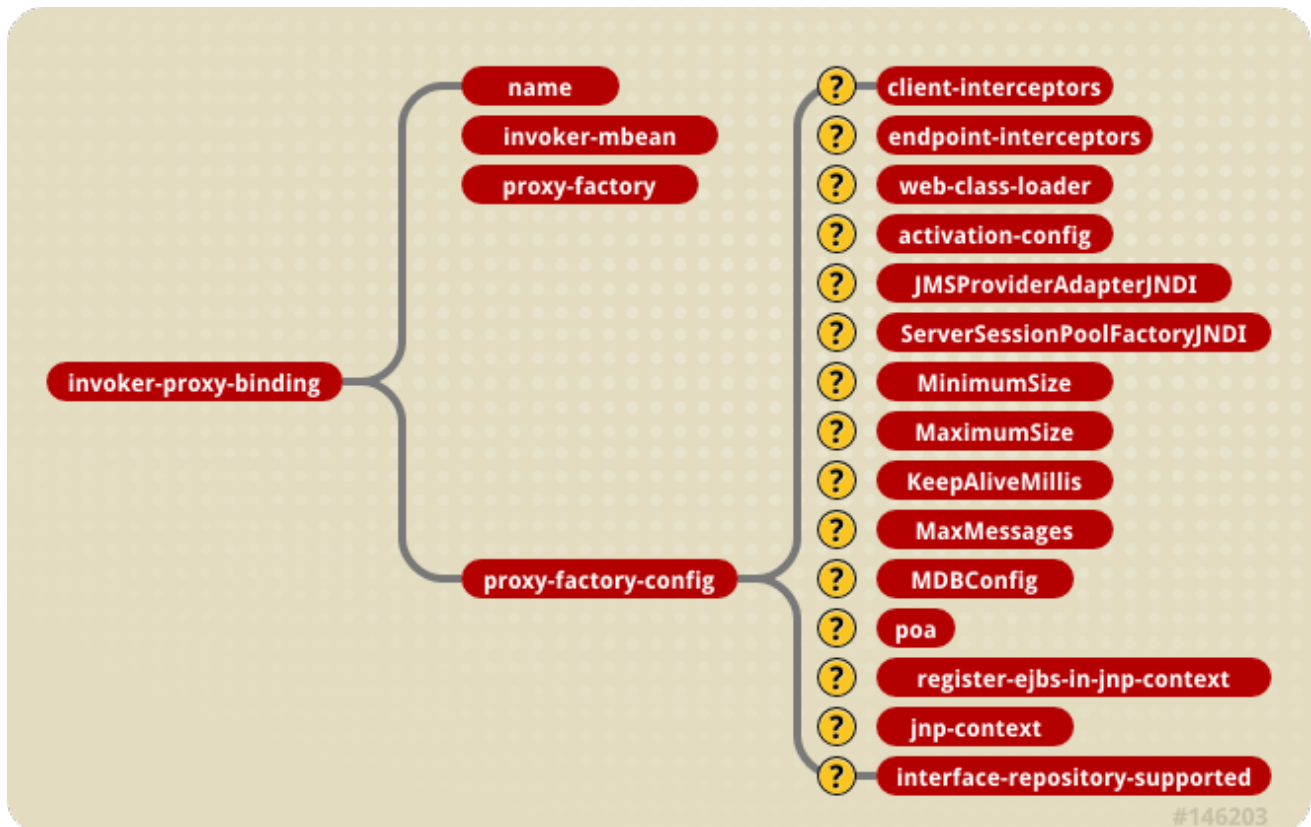 name
invoker-mbean
proxy-factory
invoker-proxy-binding
proxy-factory-config
? client-interceptors
? endpoint-interceptors
? web-class-loader
? activation-config
? JMSProviderAdapterJNDI
? ServerSessionPoolFactoryJNDI
? MinimumSize
? MaximumSize
? KeepAliveMillis
? MaxMessages
? MDBConfig
? poa
? register-ejbs-in-jnp-context
? jnp-context
? interface-repository-supported
#146203